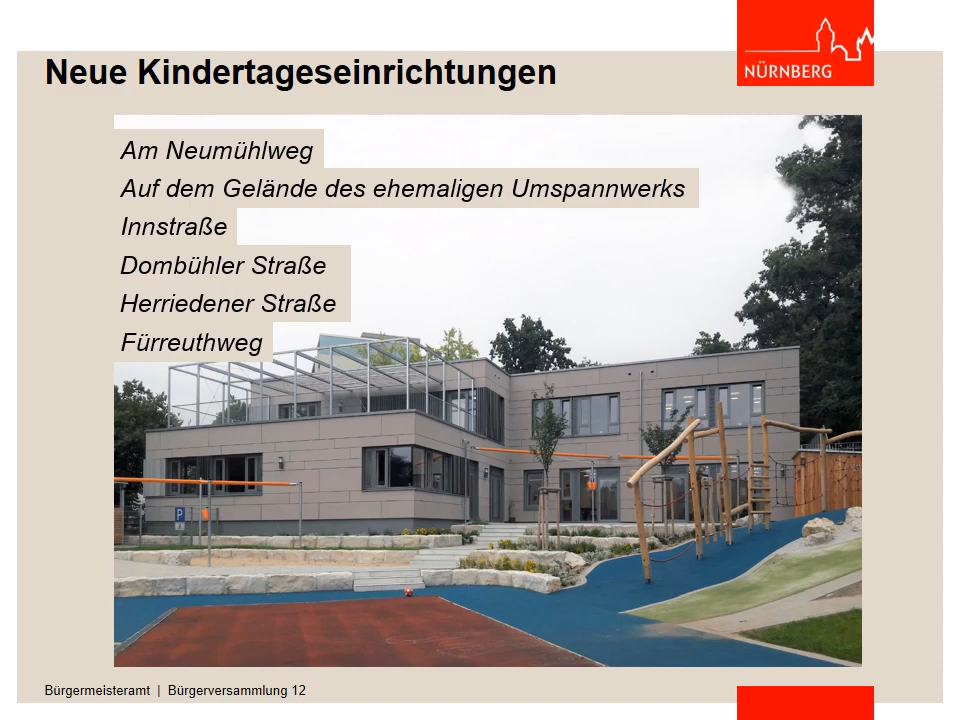 Neue Kindertageseinrichtungen
NÜRNBERG
Am Neumühlweg
Auf dem Gelände des ehemaligen Umspannwerks
Innstraße
Dombühler Straße
Herriedener Straße
Fürreuthweg
P
Bürgermeisteramt | Bürgerversammlung 12